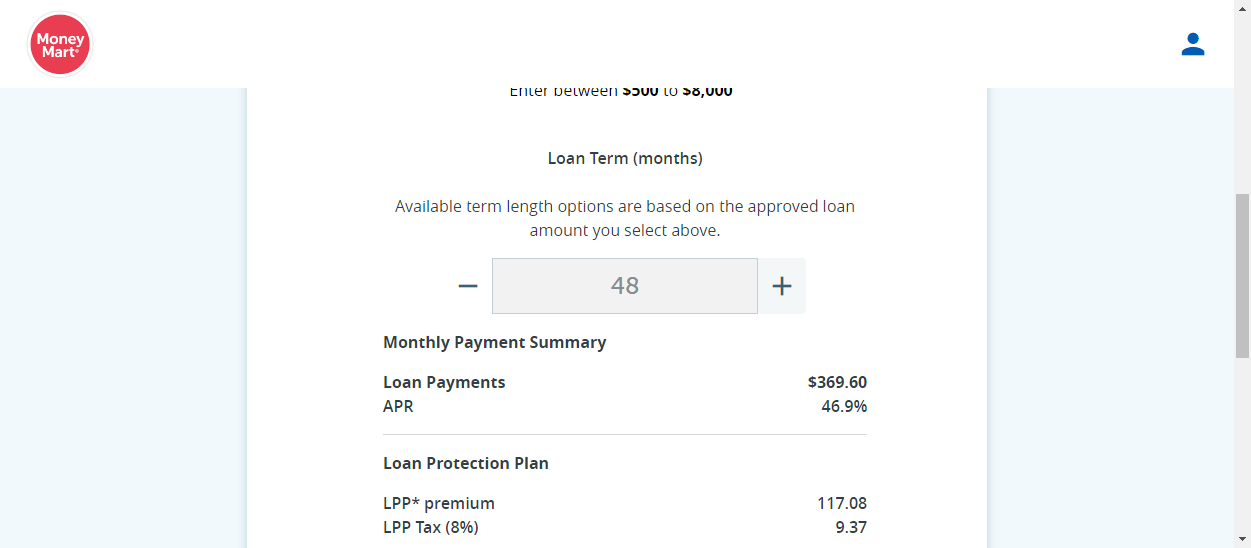 Money
Mart®
Enter between $500 to $8,000
Loan Term (months)
Available term length options are based on the approved loan
amount you select above.
− 48 +
Monthly Payment Summary
Loan Payments $369.60
APR 46.9%
Loan Protection Plan
LPP* premium 117.08
LPP Tax (8%) 9.37